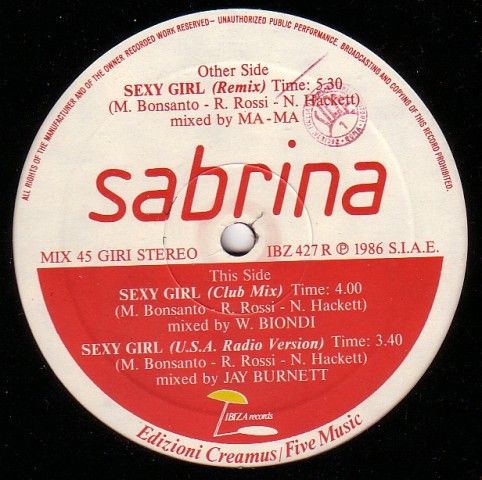 ALL RIGHTS OF THE MANUFACTURER AND OF THE OWNER RECORDED WORK RESERVED – UNAUTHORIZED PUBLIC PERFORMANCE, BROADCASTING AND COPYING OF THIS RECORD PROHIBITED.
Other Side
SEXY GIRL (Remix) Time: 5.30
(M. Bonsanto - R. Rossi - N. Hackett)
mixed by MA-MA
sabrina
MIX 45 GIRI STEREO
IBZ 427 R ℗ 1986 S.I.A.E.
This Side
SEXY GIRL (Club Mix) Time: 4.00
(M. Bonsanto - R. Rossi - N. Hackett)
mixed by W. BIONDI
SEXY GIRL (U.S.A. Radio Version) Time: 3.40
(M. Bonsanto - R. Rossi - N. Hackett)
mixed by JAY BURNETT
IBIZA records
Edizioni Creamus/Five Music